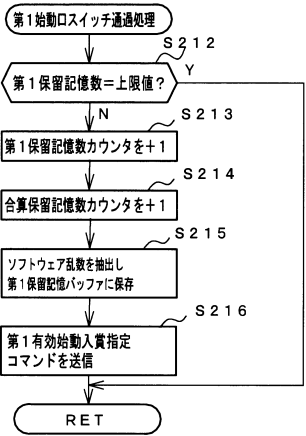 第1始動口スイッチ通過処理
S212
第1保留記憶数=上限値?
Y
N
S213
第1保留記憶数カウンタを+1
S214
合算保留記憶数カウンタを+1
S215
ソフトウェア乱数を抽出し
第1保留記憶バッファに保存
S216
第1有効始動入賞指定
コマンドを送信
RET